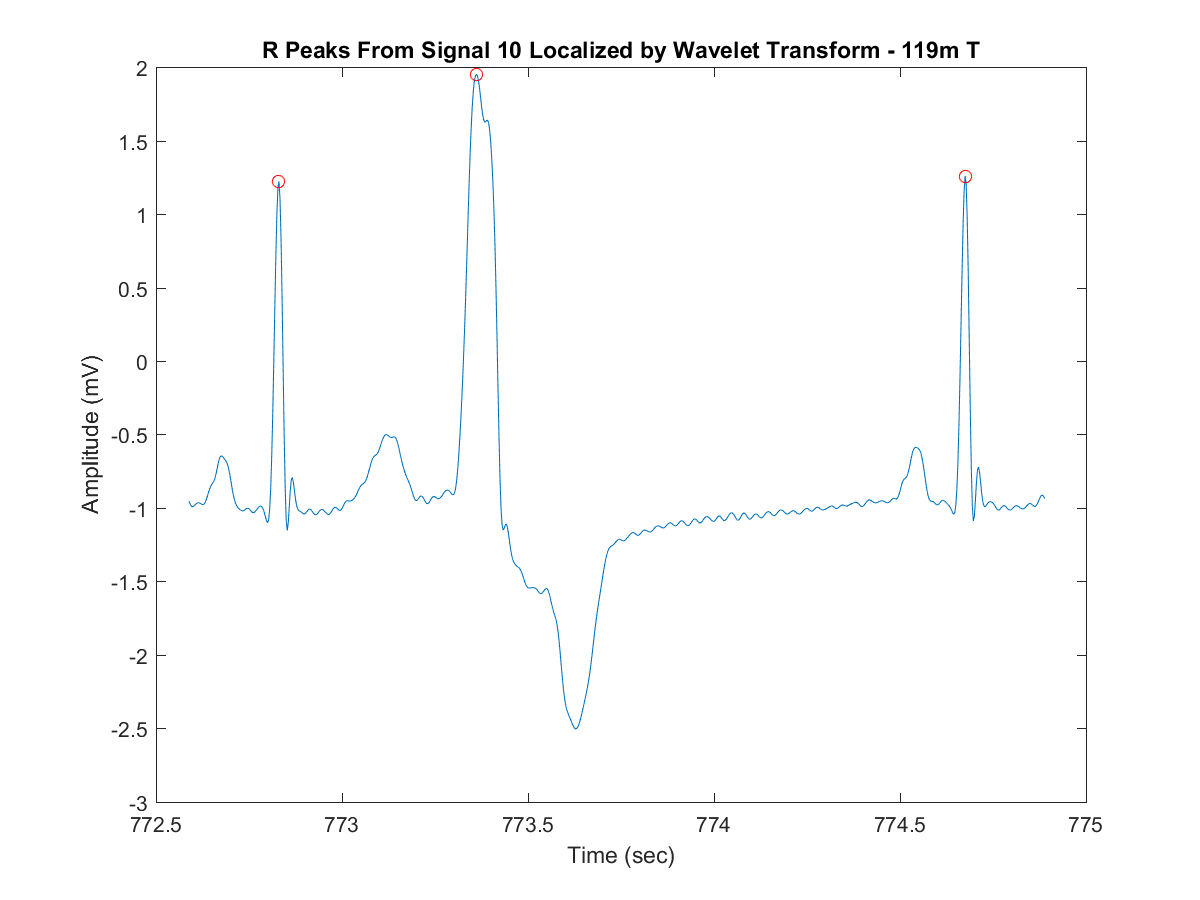 R Peaks From Signal 10 Localized by Wavelet Transform - 119m T
2
1.5
1
0.5
0
-0.5
-1
-1.5
-2
-2.5
-3
Amplitude (mV)
772.5 773 773.5 774 774.5 775
Time (sec)